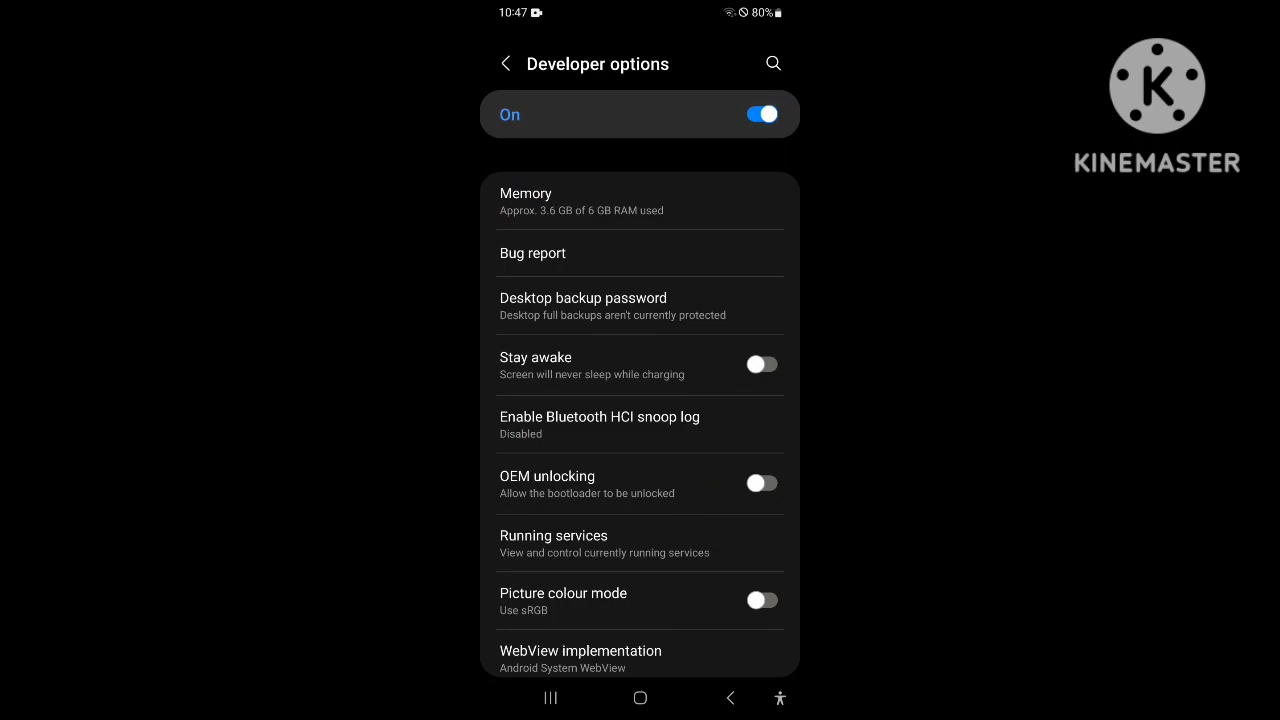 10:47
80%
Developer options
On
Memory
Approx. 3.6 GB of 6 GB RAM used
Bug report
Desktop backup password
Desktop full backups aren't currently protected
Stay awake
Screen will never sleep while charging
Enable Bluetooth HCI snoop log
Disabled
OEM unlocking
Allow the bootloader to be unlocked
Running services
View and control currently running services
Picture colour mode
Use sRGB
WebView implementation
Android System WebView
K
KINEMASTER